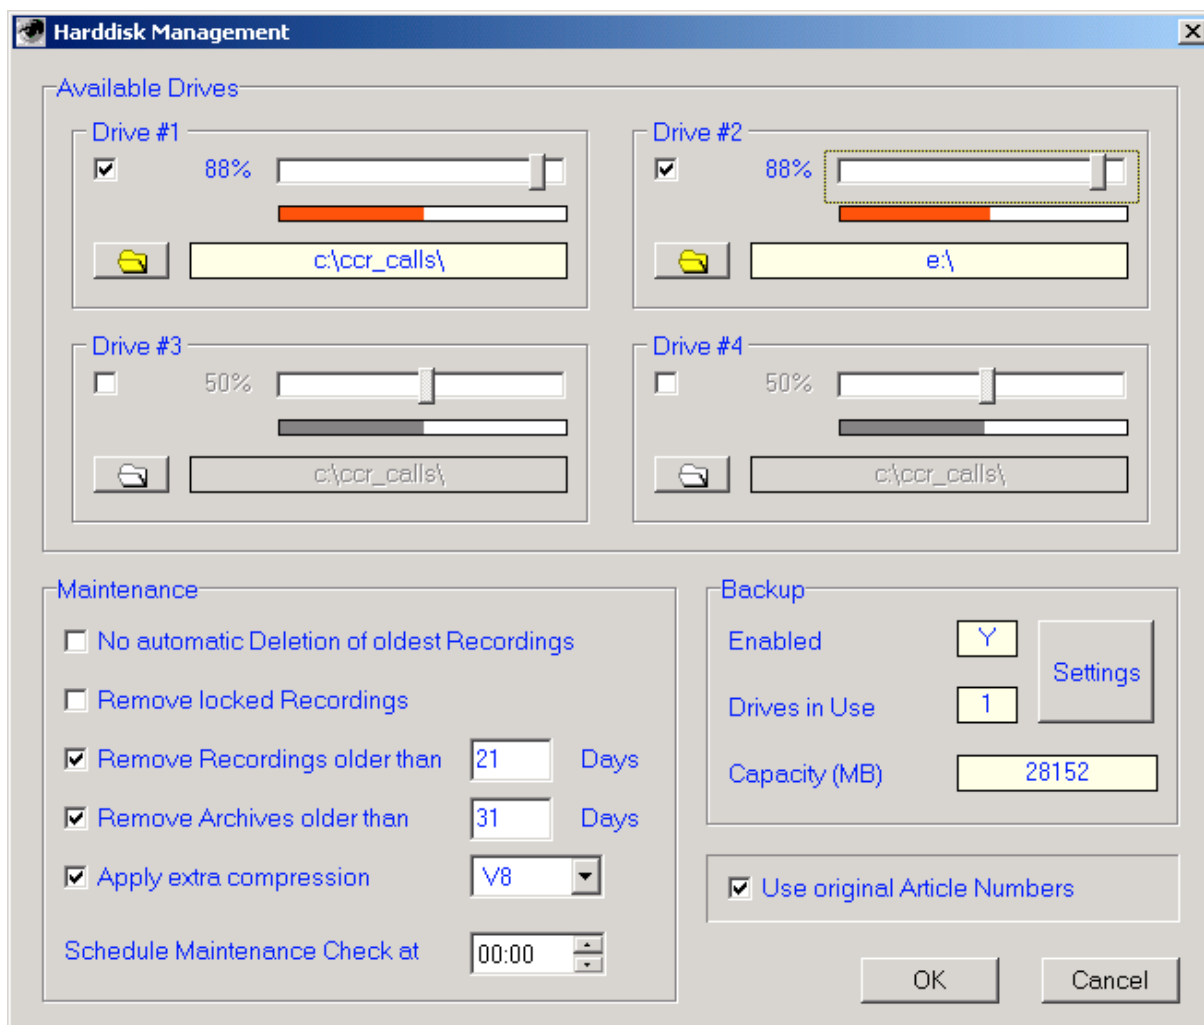 Harddisk Management
Available Drives
Drive #1
88%
c:\ccr_calls\
Drive #2
88%
e:\
Drive #3
50%
c:\ccr_calls\
Drive #4
50%
c:\ccr_calls\
Maintenance
No automatic Deletion of oldest Recordings
Remove locked Recordings
Remove Recordings older than 21 Days
Remove Archives older than 31 Days
Apply extra compression V8
Schedule Maintenance Check at 00:00
Backup
Enabled Y
Settings
Drives in Use 1
Capacity (MB) 28152
Use original Article Numbers
OK Cancel